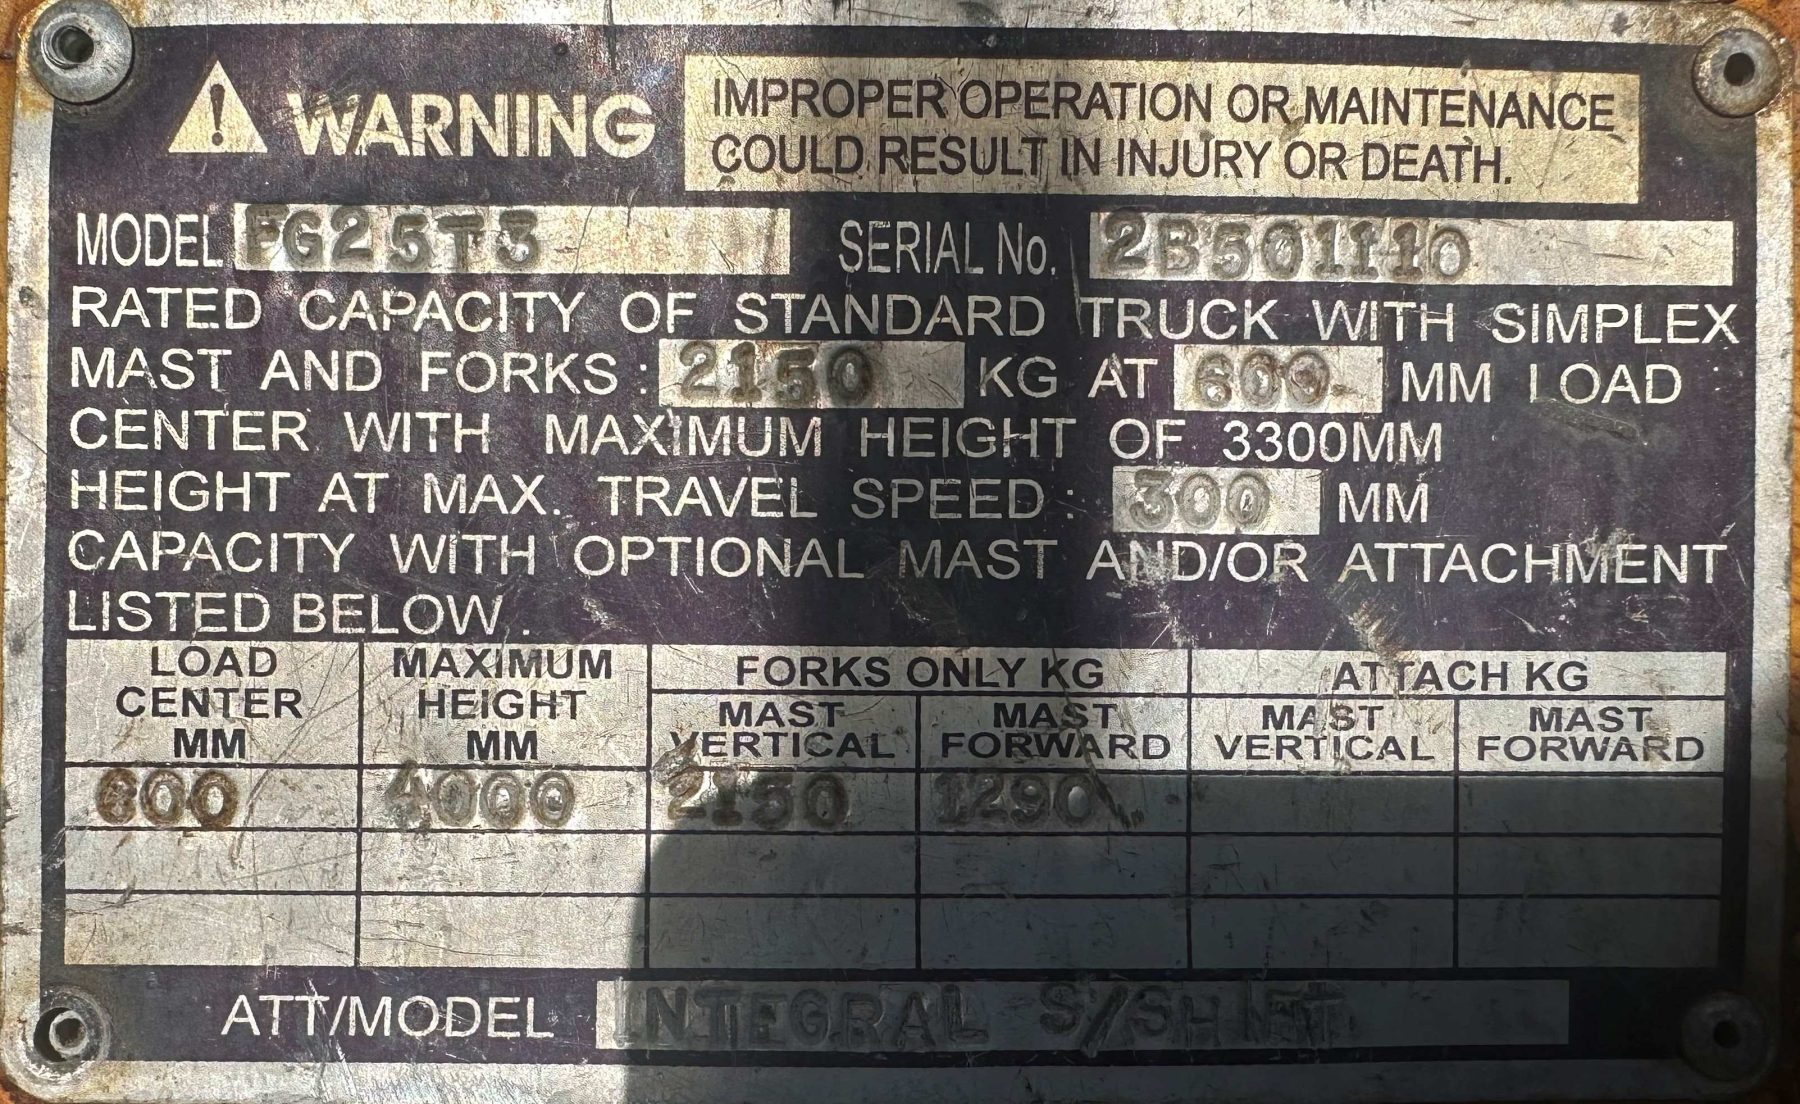 WARNING
IMPROPER OPERATION OR MAINTENANCE
COULD RESULT IN INJURY OR DEATH.
MODEL FG25T3 SERIAL No. 2B501110
RATED CAPACITY OF STANDARD TRUCK WITH SIMPLEX
MAST AND FORKS : 2150 KG AT 600 MM LOAD
CENTER WITH MAXIMUM HEIGHT OF 3300MM
HEIGHT AT MAX. TRAVEL SPEED : 300 MM
CAPACITY WITH OPTIONAL MAST AND/OR ATTACHMENT
LISTED BELOW.
LOAD CENTER MM
MAXIMUM HEIGHT MM
FORKS ONLY KG
ATTACH KG
MAST VERTICAL
MAST FORWARD
MAST VERTICAL
MAST FORWARD
600 4000 2150 1290
ATT/MODEL INTEGRAL S/SHIFT